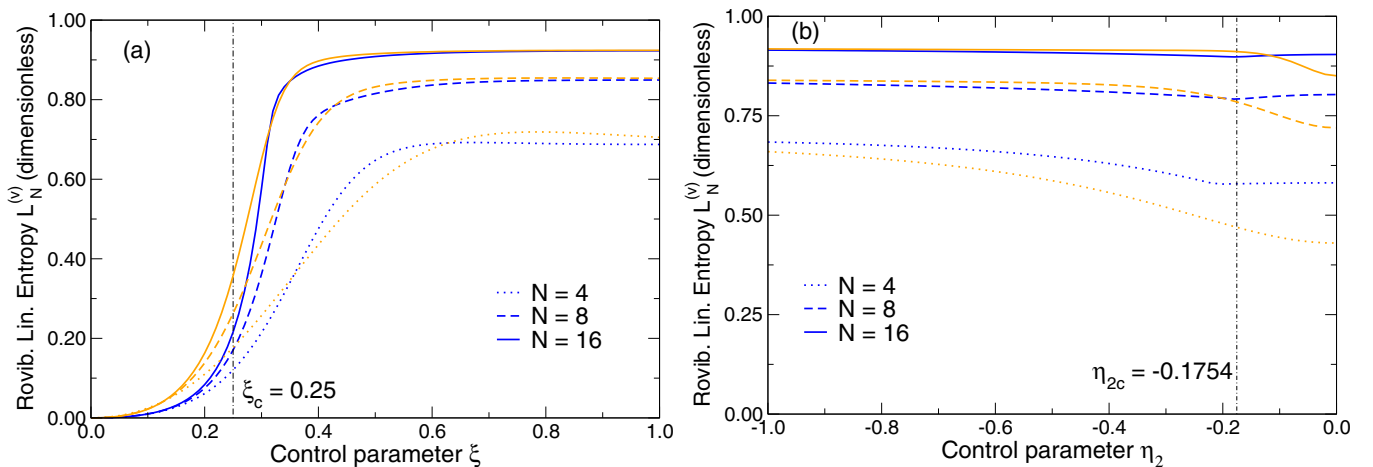 Rovib. Lin. Entropy L_N^(v) (dimensionless)
1.00
0.80
0.60
0.40
0.20
0.00
(a)
N = 4
N = 8
N = 16
ξ_c = 0.25
0.0 0.2 0.4 0.6 0.8 1.0
Control parameter ξ
Rovib. Lin. Entropy L_N^(v) (dimensionless)
1.00
0.75
0.50
0.25
0.00
(b)
N = 4
N = 8
N = 16
η_2c = -0.1754
-1.0 -0.8 -0.6 -0.4 -0.2 0.0
Control parameter η_2